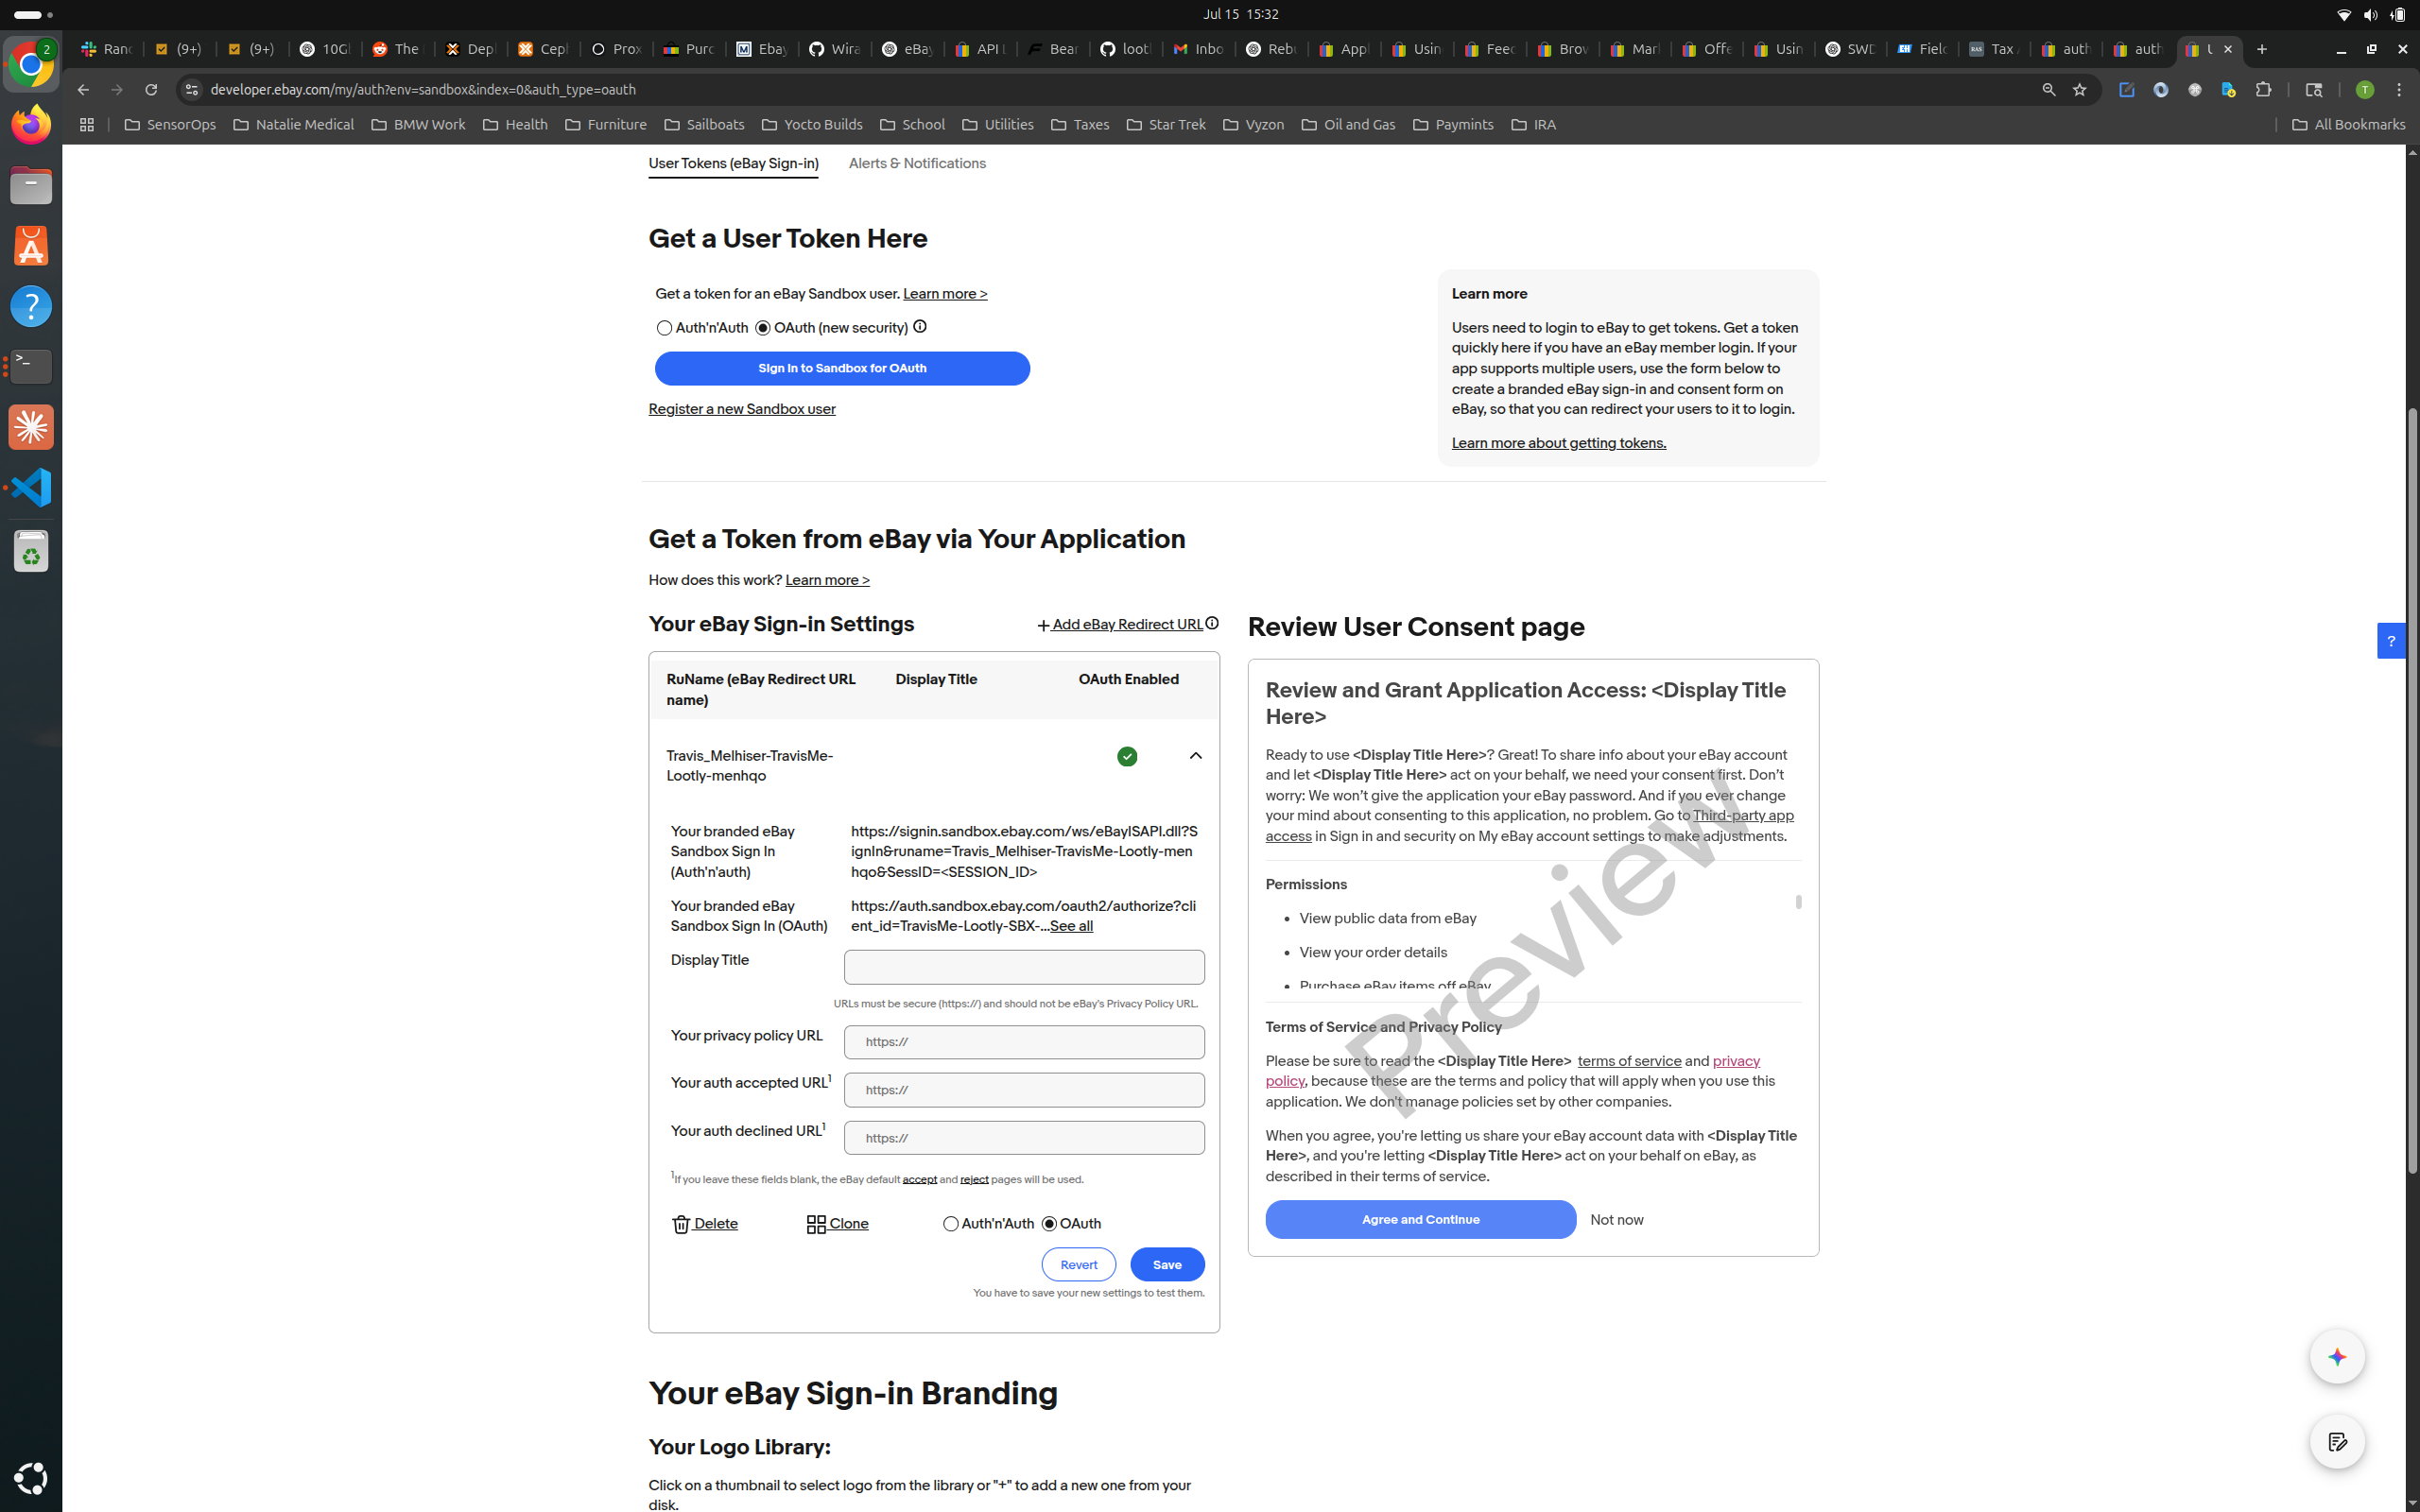 Jul 15 15:32
2
Ranc
(9+)
(9+)
10G
The
Depl
Ceph
Prox
Purc
Ebay
Wira
eBay
API L
Bear
loot
Inbo
Rebu
Appl
Usin
Feed
Brov
Marl
Offe
Usin
SWD
Fielc
Tax
auth
auth
U
developer.ebay.com/my/auth?env=sandbox&index=0&auth_type=oauth
T
SensorOps
Natalie Medical
BMW Work
Health
Furniture
Sailboats
Yocto Builds
School
Utilities
Taxes
Star Trek
Vyzon
Oil and Gas
Paymints
IRA
All Bookmarks
User Tokens (eBay Sign-in)
Alerts & Notifications
Get a User Token Here
Get a token for an eBay Sandbox user. Learn more >
Auth'n'Auth
OAuth (new security)
Sign in to Sandbox for OAuth
Register a new Sandbox user
Learn more
Users need to login to eBay to get tokens. Get a token
quickly here if you have an eBay member login. If your
app supports multiple users, use the form below to
create a branded eBay sign-in and consent form on
eBay, so that you can redirect your users to it to login.
Learn more about getting tokens.
Get a Token from eBay via Your Application
How does this work? Learn more >
Your eBay Sign-in Settings
+ Add eBay Redirect URL
RuName (eBay Redirect URL
name)
Display Title
OAuth Enabled
Travis_Melhiser-TravisMe-
Lootly-menhqo
Your branded eBay
Sandbox Sign In
(Auth'n'auth)
https://signin.sandbox.ebay.com/ws/eBayISAPI.dll?S
ignIn&runame=Travis_Melhiser-TravisMe-Lootly-men
hqo&SessID=<SESSION_ID>
Your branded eBay
Sandbox Sign In (OAuth)
https://auth.sandbox.ebay.com/oauth2/authorize?cli
ent_id=TravisMe-Lootly-SBX-...See all
Display Title
URLs must be secure (https://) and should not be eBay's Privacy Policy URL.
Your privacy policy URL
https://
Your auth accepted URL1
https://
Your auth declined URL1
https://
1If you leave these fields blank, the eBay default accept and reject pages will be used.
Delete
Clone
Auth'n'Auth
OAuth
Revert
Save
You have to save your new settings to test them.
Review User Consent page
Review and Grant Application Access: <Display Title
Here>
Ready to use <Display Title Here>? Great! To share info about your eBay account
and let <Display Title Here> act on your behalf, we need your consent first. Don’t
worry: We won’t give the application your eBay password. And if you ever change
your mind about consenting to this application, no problem. Go to Third-party app
access in Sign in and security on My eBay account settings to make adjustments.
Permissions
• View public data from eBay
• View your order details
• Purchase eBay items off eBay
Terms of Service and Privacy Policy
Please be sure to read the <Display Title Here> terms of service and privacy
policy, because these are the terms and policy that will apply when you use this
application. We don't manage policies set by other companies.
When you agree, you're letting us share your eBay account data with <Display Title
Here>, and you're letting <Display Title Here> act on your behalf on eBay, as
described in their terms of service.
Agree and Continue
Not now
Preview
?
Your eBay Sign-in Branding
Your Logo Library:
Click on a thumbnail to select logo from the library or "+" to add a new one from your
disk.